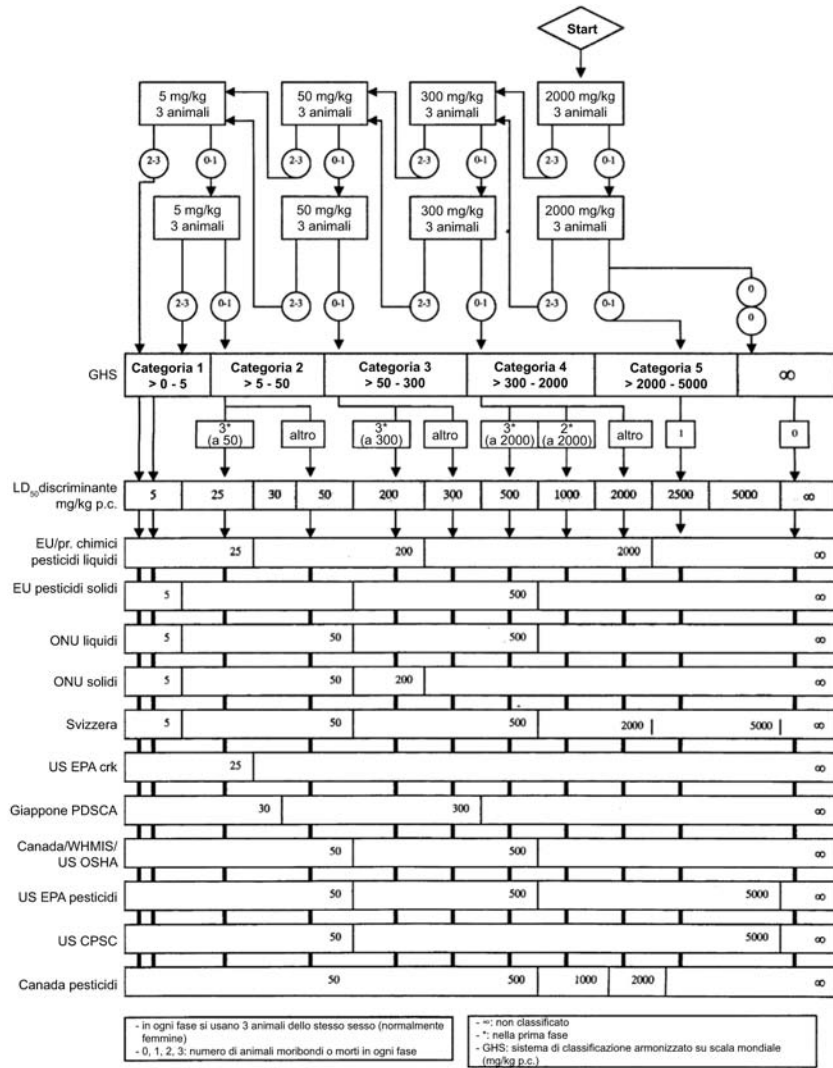 Start
5 mg/kg
3 animali
50 mg/kg
3 animali
300 mg/kg
3 animali
2000 mg/kg
3 animali
2-3
0-1
2-3
0-1
2-3
0-1
2-3
0-1
5 mg/kg
3 animali
50 mg/kg
3 animali
300 mg/kg
3 animali
2000 mg/kg
3 animali
2-3
0-1
2-3
0-1
2-3
0-1
2-3
0-1
0
0
GHS
Categoria 1
> 0 - 5
Categoria 2
> 5 - 50
Categoria 3
> 50 - 300
Categoria 4
> 300 - 2000
Categoria 5
> 2000 - 5000
∞
3*
(a 50)
altro
3*
(a 300)
altro
3*
(a 2000)
2*
(a 2000)
altro
1
0
LD50 discriminante
mg/kg p.c.
5 25 30 50 200 300 500 1000 2000 2500 5000 ∞
EU/pr. chimici
pesticidi liquidi
25 200 2000 ∞
EU pesticidi solidi
5 500 ∞
ONU liquidi
5 50 500 ∞
ONU solidi
5 50 200 ∞
Svizzera
5 50 500 2000 5000 ∞
US EPA crk
25 ∞
Giappone PDSCA
30 300 ∞
Canada/WHMIS/
US OSHA
50 500 ∞
US EPA pesticidi
50 500 5000 ∞
US CPSC
50 5000 ∞
Canada pesticidi
50 500 1000 2000 ∞
- in ogni fase si usano 3 animali dello stesso sesso (normalmente
femmine)
- 0, 1, 2, 3: numero di animali moribondi o morti in ogni fase
- ∞: non classificato
- *: nella prima fase
- GHS: sistema di classificazione armonizzato su scala mondiale
(mg/kg p.c.)